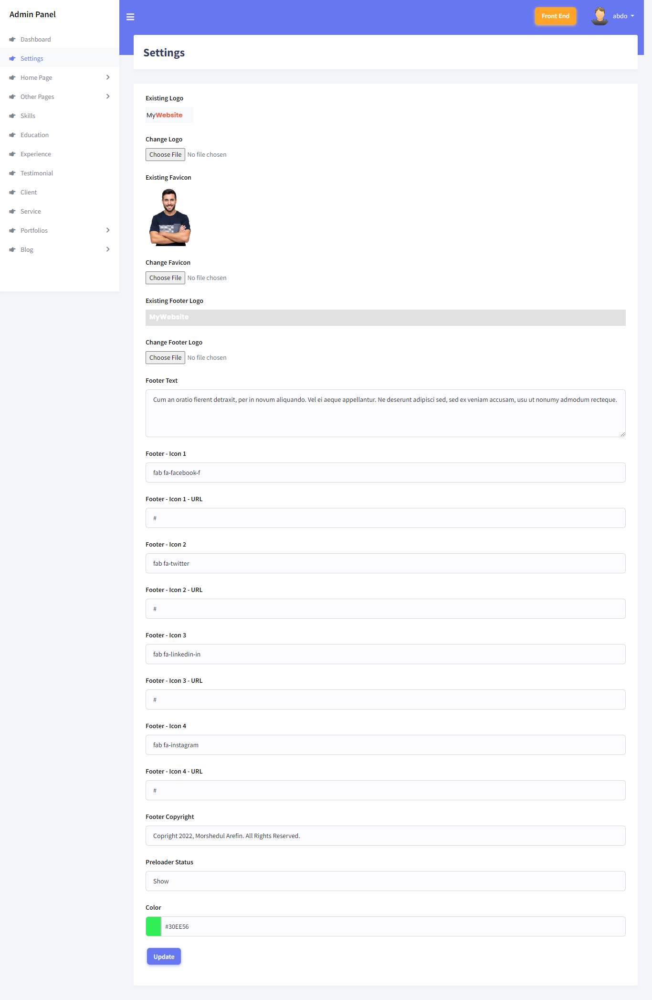 Admin Panel
Front End
abdo
Dashboard
Settings
Home Page
Other Pages
Skills
Education
Experience
Testimonial
Client
Service
Portfolios
Blog
Settings
Existing Logo
MyWebsite
Change Logo
Choose File No file chosen
Existing Favicon
Change Favicon
Choose File No file chosen
Existing Footer Logo
MyWebsite
Change Footer Logo
Choose File No file chosen
Footer Text
Cum an oratio fierent detraxit, per in novum aliquando. Vel ei aeque appellantur. Ne deserunt adipisci sed, sed ex veniam accusam, usu ut nonumy admodum recteque.
Footer - Icon 1
fab fa-facebook-f
Footer - Icon 1 - URL
#
Footer - Icon 2
fab fa-twitter
Footer - Icon 2 - URL
#
Footer - Icon 3
fab fa-linkedin-in
Footer - Icon 3 - URL
#
Footer - Icon 4
fab fa-instagram
Footer - Icon 4 - URL
#
Footer Copyright
Copright 2022, Morshedul Arefin. All Rights Reserved.
Preloader Status
Show
Color
#30EE56
Update